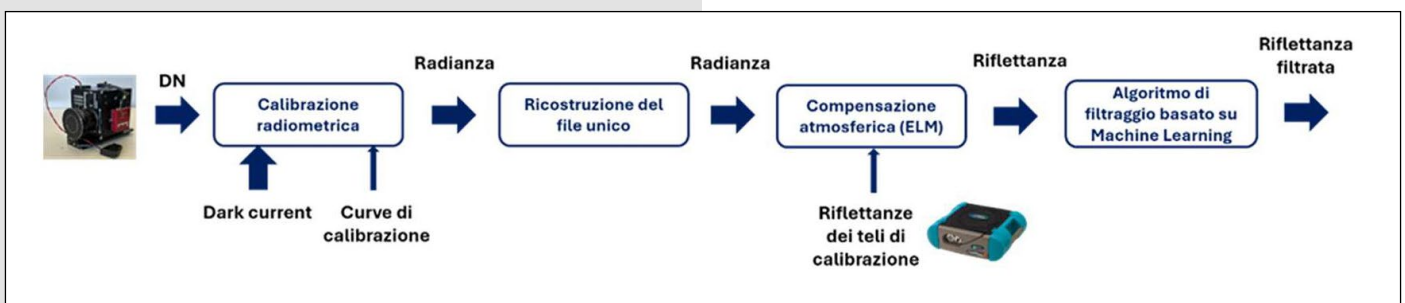 DN
Calibrazione
radiometrica
Dark current
Curve di
calibrazione
Radianza
Ricostruzione del
file unico
Radianza
Compensazione
atmosferica (ELM)
Riflettanze
dei teli di
calibrazione
Riflettanza
Algoritmo di
filtraggio basato su
Machine Learning
Riflettanza
filtrata